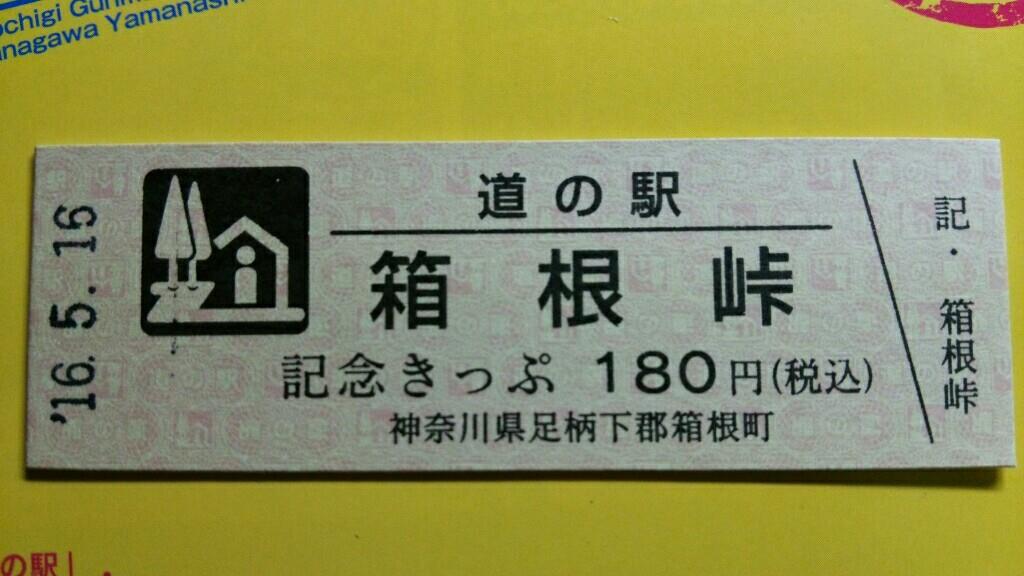 ochigi Gunm
nagawa Yamanashi
'16. 5. 16
道の駅
箱根峠
記念きっぷ 180円(税込)
神奈川県足柄下郡箱根町
記・箱根峠
の駅」.